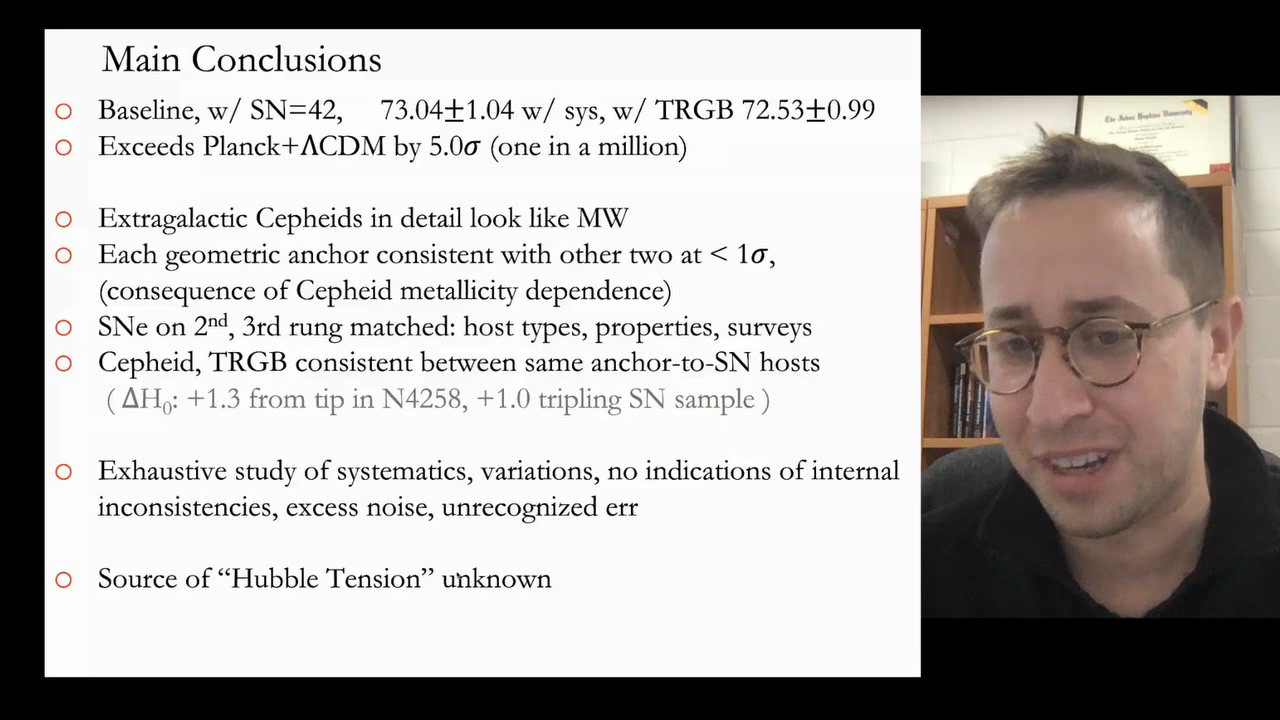 Main Conclusions
Baseline, w/ SN=42, 73.04±1.04 w/ sys, w/ TRGB 72.53±0.99
Exceeds Planck+ΛCDM by 5.0σ (one in a million)
Extragalactic Cepheids in detail look like MW
Each geometric anchor consistent with other two at < 1σ,
(consequence of Cepheid metallicity dependence)
SNe on 2nd, 3rd rung matched: host types, properties, surveys
Cepheid, TRGB consistent between same anchor-to-SN hosts
( ΔH₀: +1.3 from tip in N4258, +1.0 tripling SN sample )
Exhaustive study of systematics, variations, no indications of internal
inconsistencies, excess noise, unrecognized err
Source of “Hubble Tension” unknown
The Johns Hopkins University